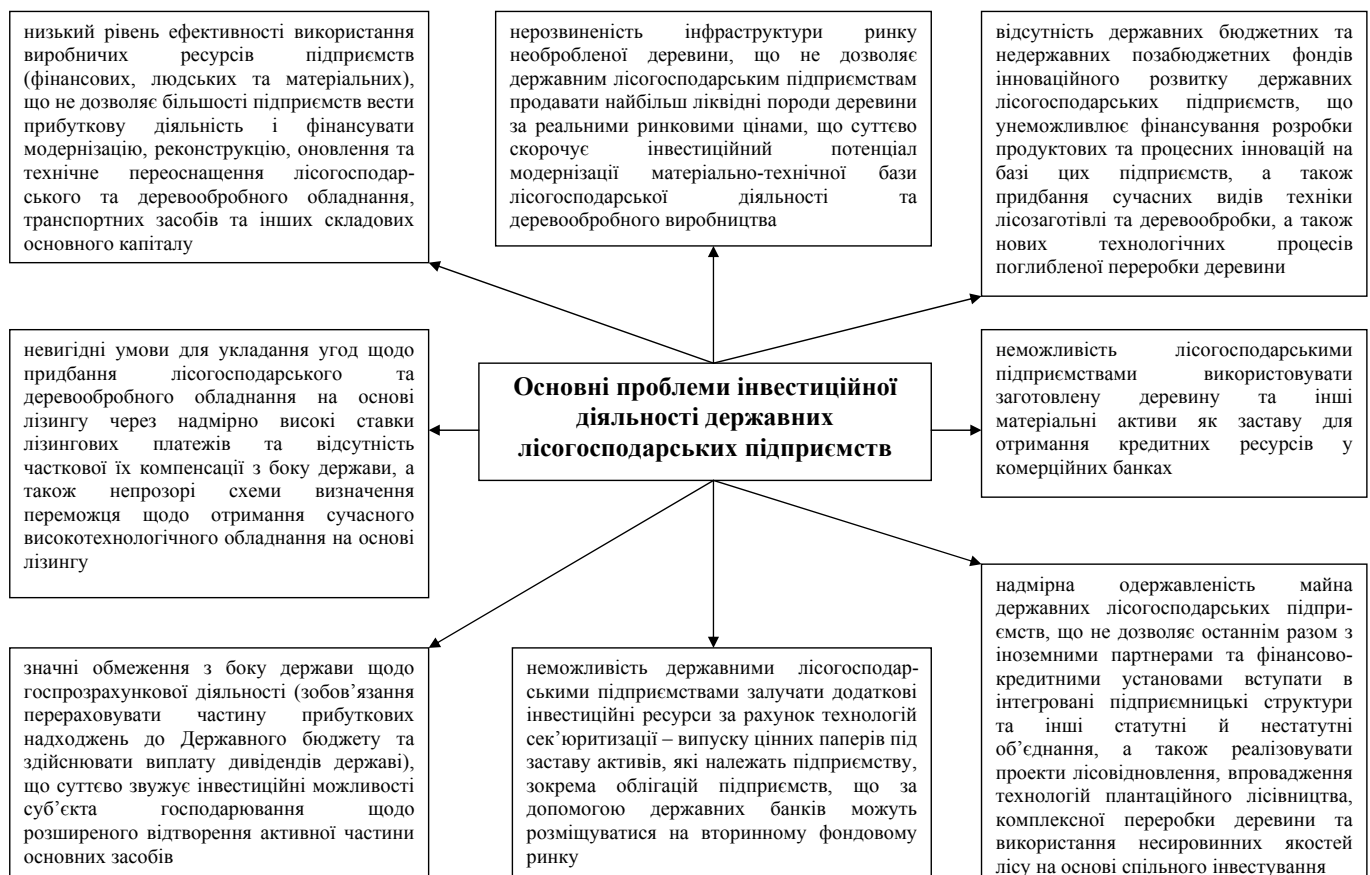 низький рівень ефективності використання
виробничих ресурсів підприємств
(фінансових, людських та матеріальних),
що не дозволяє більшості підприємств вести
прибуткову діяльність і фінансувати
модернізацію, реконструкцію, оновлення та
технічне переоснащення лісогосподар-
ського та деревообробного обладнання,
транспортних засобів та інших складових
основного капіталу
нерозвиненість інфраструктури ринку
необробленої деревини, що не дозволяє
державним лісогосподарським підприємствам
продавати найбільш ліквідні породи деревини
за реальними ринковими цінами, що суттєво
скорочує інвестиційний потенціал
модернізації матеріально-технічної бази
лісогосподарської діяльності та
деревообробного виробництва
відсутність державних бюджетних та
недержавних позабюджетних фондів
інноваційного розвитку державних
лісогосподарських підприємств, що
унеможливлює фінансування розробки
продуктових та процесних інновацій на
базі цих підприємств, а також
придбання сучасних видів техніки
лісозаготівлі та деревообробки, а також
нових технологічних процесів
поглибленої переробки деревини
невигідні умови для укладання угод щодо
придбання лісогосподарського та
деревообробного обладнання на основі
лізингу через надмірно високі ставки
лізингових платежів та відсутність
часткової їх компенсації з боку держави, а
також непрозорі схеми визначення
переможця щодо отримання сучасного
високотехнологічного обладнання на основі
лізингу
Основні проблеми інвестиційної
діяльності державних
лісогосподарських підприємств
неможливість лісогосподарськими
підприємствами використовувати
заготовлену деревину та інші
матеріальні активи як заставу для
отримання кредитних ресурсів у
комерційних банках
значні обмеження з боку держави щодо
госпрозрахункової діяльності (зобов’язання
перераховувати частину прибуткових
надходжень до Державного бюджету та
здійснювати виплату дивідендів державі),
що суттєво звужує інвестиційні можливості
суб’єкта господарювання щодо
розширеного відтворення активної частини
основних засобів
неможливість державними лісогосподар-
ськими підприємствами залучати додаткові
інвестиційні ресурси за рахунок технологій
сек’юритизації – випуску цінних паперів під
заставу активів, які належать підприємству,
зокрема облігацій підприємств, що за
допомогою державних банків можуть
розміщуватися на вторинному фондовому
ринку
надмірна одержавленість майна
державних лісогосподарських підпри-
ємств, що не дозволяє останнім разом з
іноземними партнерами та фінансово-
кредитними установами вступати в
інтегровані підприємницькі структури
та інші статутні й нестатутні
об’єднання, а також реалізовувати
проекти лісовідновлення, впровадження
технологій плантаційного лісівництва,
комплексної переробки деревини та
використання несировинних якостей
лісу на основі спільного інвестування